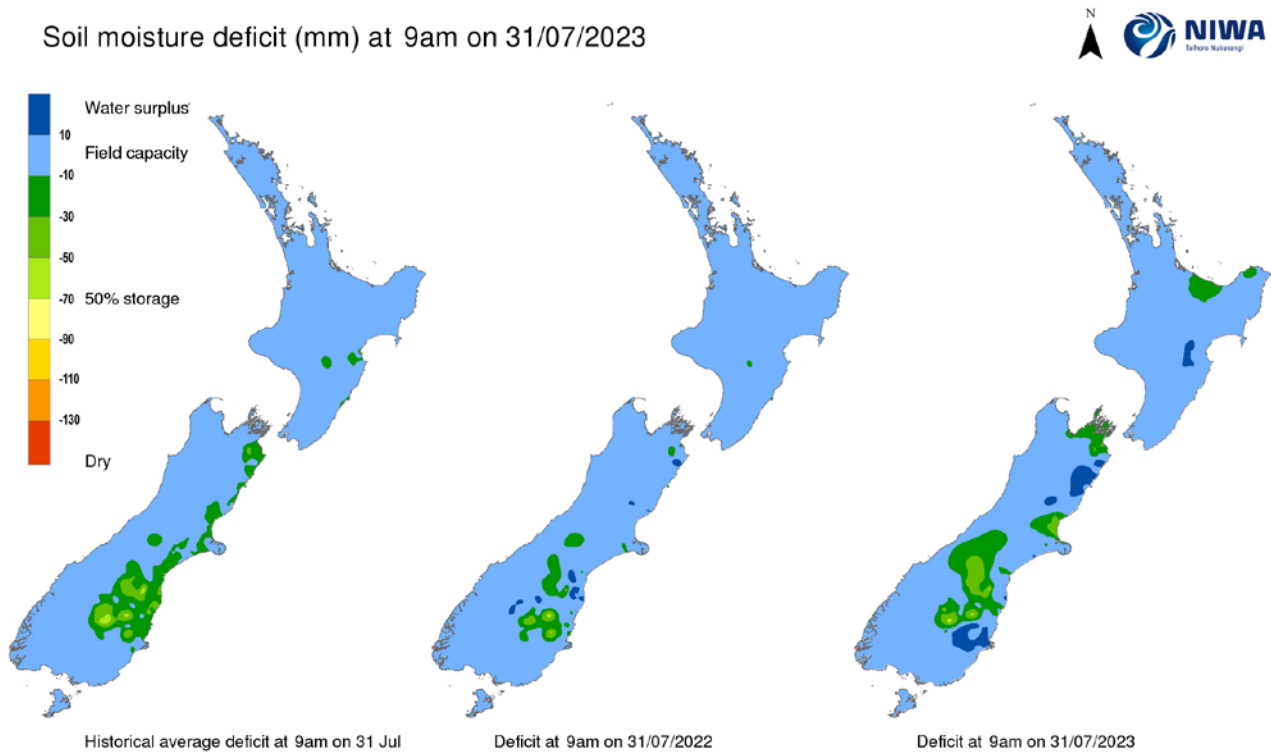 Soil moisture deficit (mm) at 9am on 31/07/2023
N
NIWA
Taihoro Nukurangi
Water surplus
10
Field capacity
-10
-30
-50
-70
50% storage
-90
-110
-130
Dry
Historical average deficit at 9am on 31 Jul
Deficit at 9am on 31/07/2022
Deficit at 9am on 31/07/2023